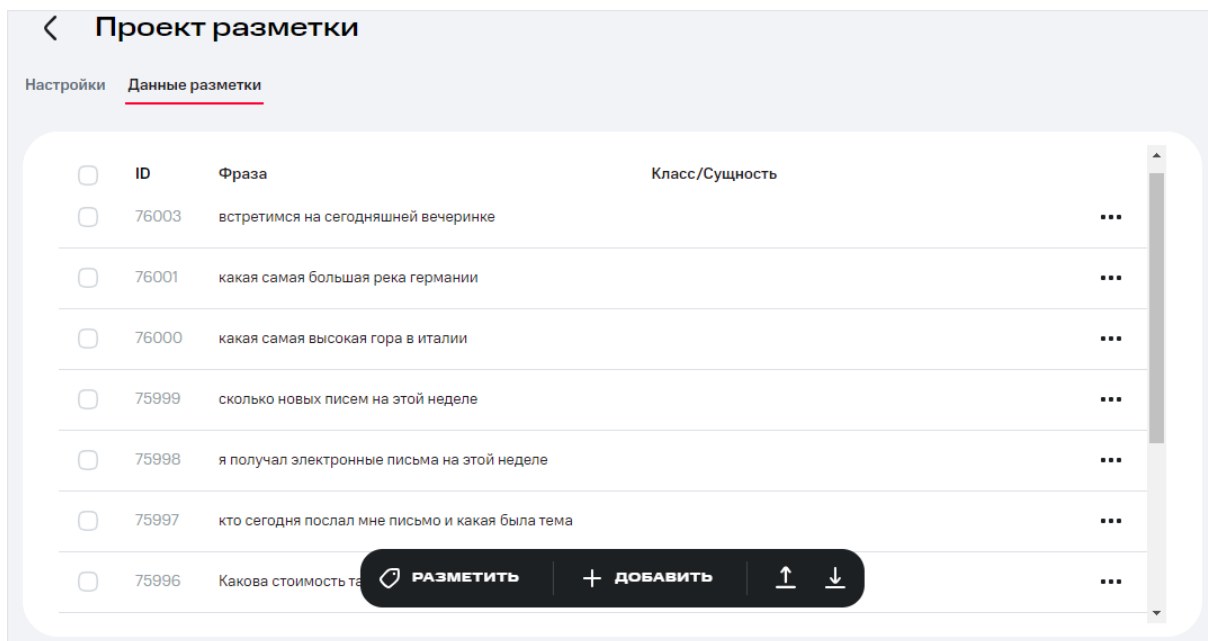 Проект разметки
Настройки Данные разметки
ID Фраза Класс/Сущность
76003 встретимся на сегодняшней вечеринке
76001 какая самая большая река германии
76000 какая самая высокая гора в италии
75999 сколько новых писем на этой неделе
75998 я получал электронные письма на этой неделе
75997 кто сегодня послал мне письмо и какая была тема
75996 Какова стоимость
РАЗМЕТИТЬ ДОБАВИТЬ